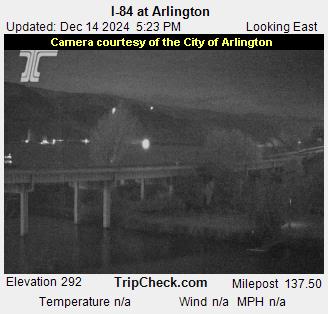 I-84 at Arlington
Updated: Dec 14 2024 5:23 PM Looking East
Camera courtesy of the City of Arlington
Elevation 292 TripCheck.com Milepost 137.50
Temperature n/a Wind n/a MPH n/a